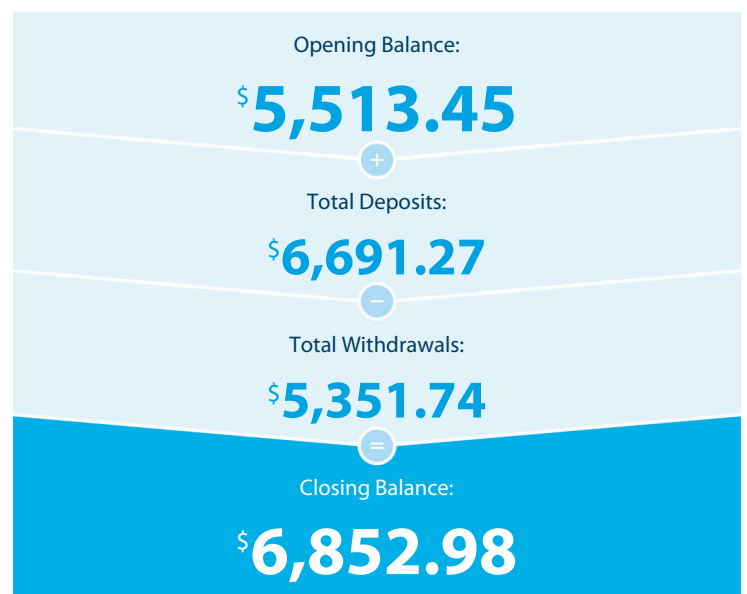 Opening Balance:
$5,513.45
+
Total Deposits:
$6,691.27
−
Total Withdrawals:
$5,351.74
=
Closing Balance:
$6,852.98